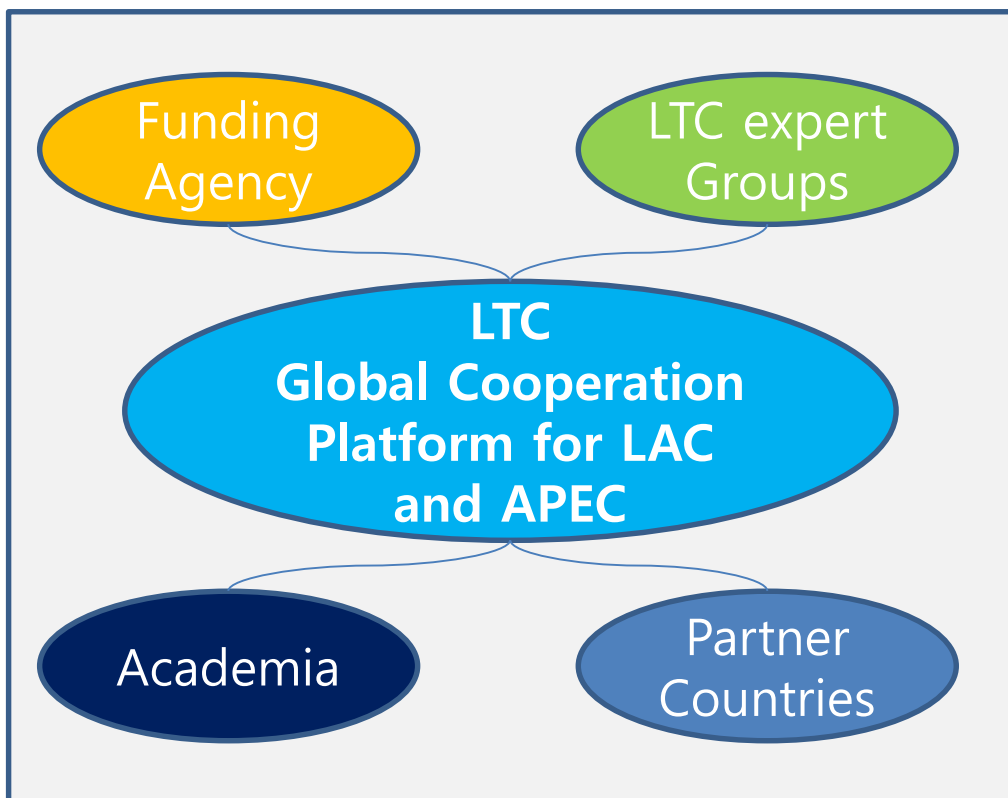 Funding
Agency
LTC expert
Groups
LTC
Global Cooperation
Platform for LAC
and APEC
Academia
Partner
Countries